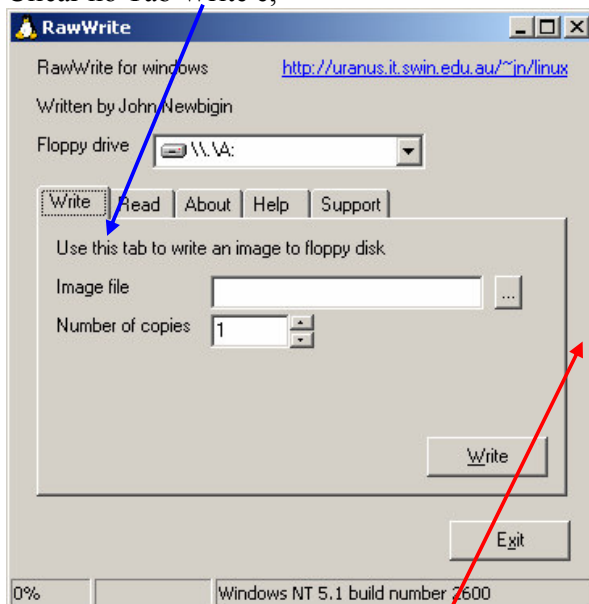 RawWrite
RawWrite for windows http://uranus.it.swin.edu.au/~jn/linux
Written by John Newbigin
Floppy drive \\.\A:
Write Read About Help Support
Use this tab to write an image to floppy disk
Image file ...
Number of copies 1
Write
Exit
0% Windows NT 5.1 build number 2600